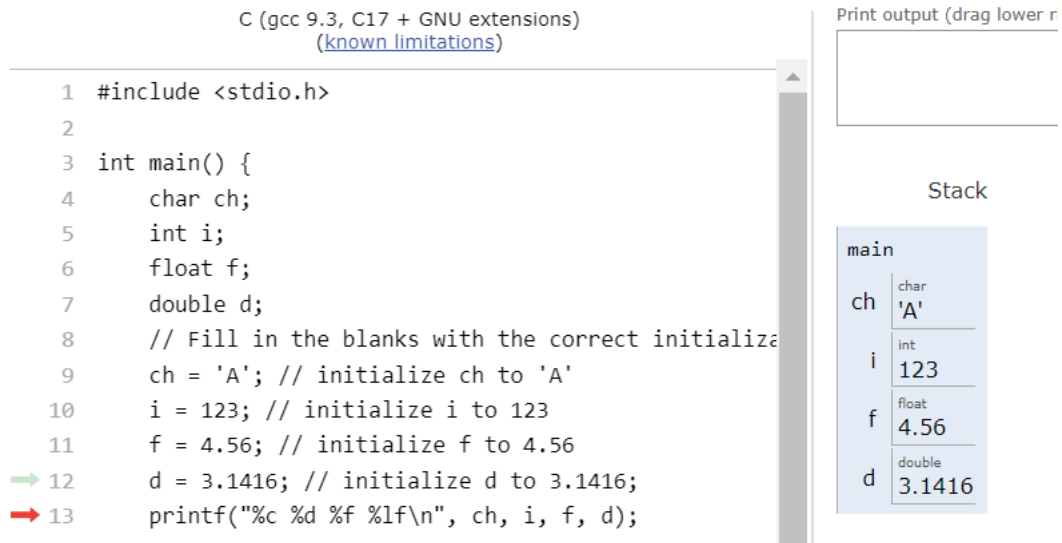 C (gcc 9.3, C17 + GNU extensions)
(known limitations)
1 #include <stdio.h>
2
3 int main() {
4 char ch;
5 int i;
6 float f;
7 double d;
8 // Fill in the blanks with the correct initializa
9 ch = 'A'; // initialize ch to 'A'
10 i = 123; // initialize i to 123
11 f = 4.56; // initialize f to 4.56
12 d = 3.1416; // initialize d to 3.1416;
13 printf("%c %d %f %lf\n", ch, i, f, d);
Print output (drag lower ri
Stack
main
char
ch 'A'
int
i 123
float
f 4.56
double
d 3.1416